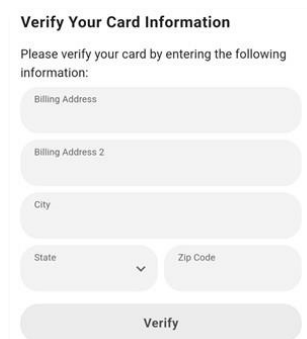 Verify Your Card Information
Please verify your card by entering the following
information:
Billing Address
Billing Address 2
City
State
Zip Code
Verify